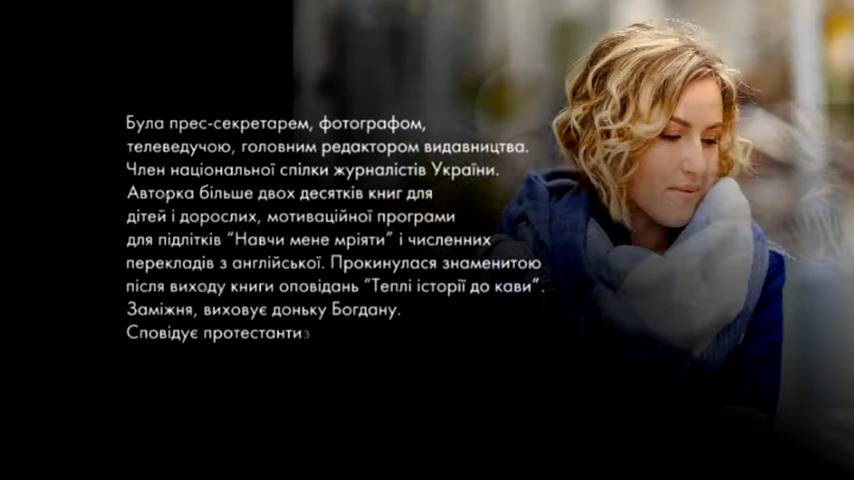 Була прес-секретарем, фотографом,
телеведучою, головним редактором видавництва.
Член національної спілки журналістів України.
Авторка більше двох десятків книг для
дітей і дорослих, мотиваційної програми
для підлітків “Навчи мене мріяти” і численних
перекладів з англійської. Прокинулася знаменитою
після виходу книги оповідань “Теплі історії до кави”.
Заміжня, виховує доньку Богдану.
Сповідує протестантиз